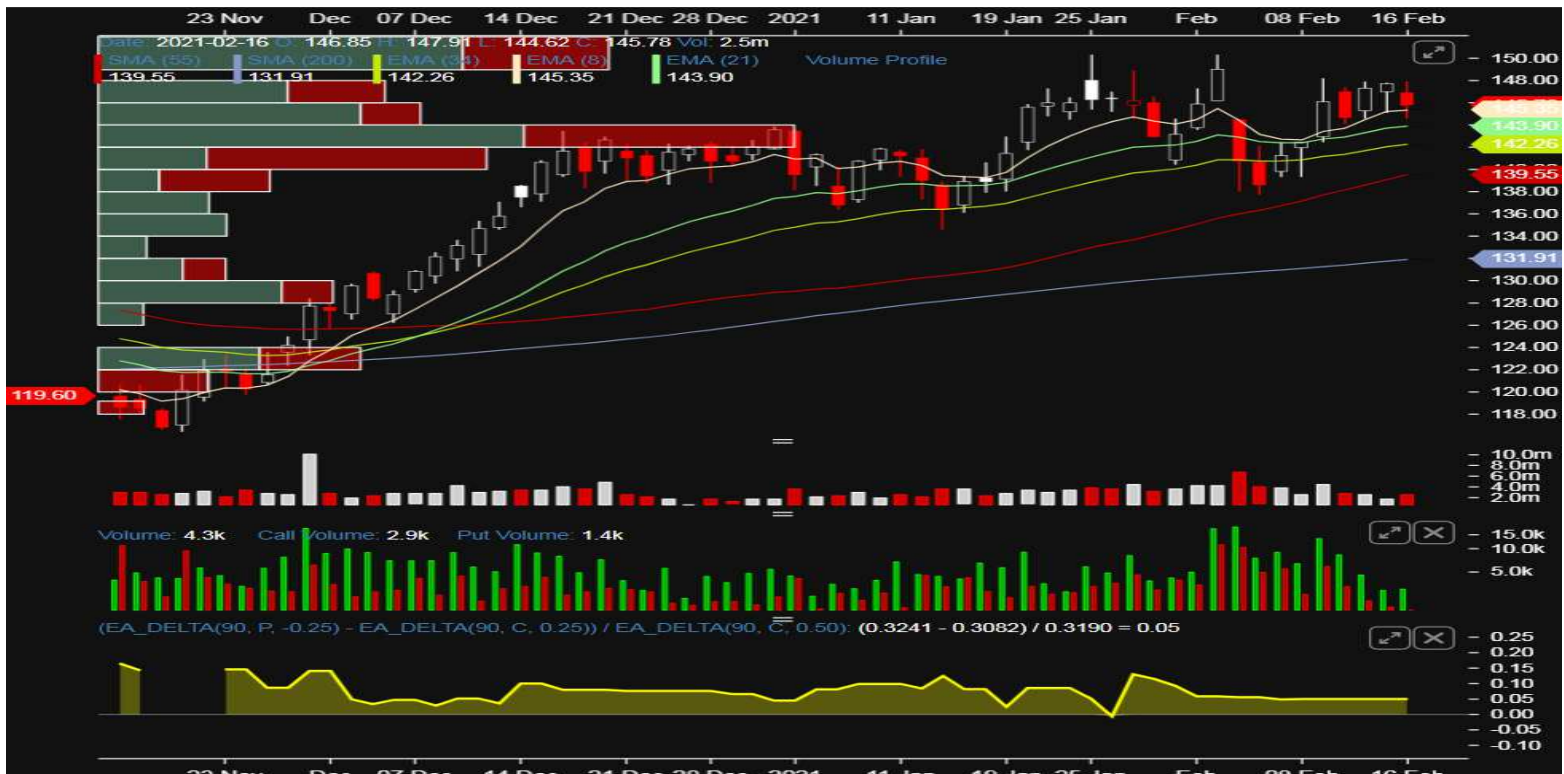 23 Nov Dec 07 Dec 14 Dec 21 Dec 28 Dec 2021 11 Jan 19 Jan 25 Jan Feb 08 Feb 16 Feb
Date: 2021-02-16 O: 146.85 H: 147.91 L: 144.62 C: 145.78 Vol: 2.5m
SMA (55) SMA (200) EMA (34) EMA (8) EMA (21) Volume Profile
139.55 131.91 142.26 145.35 143.90
150.00
148.00
143.90
142.26
139.55
138.00
136.00
134.00
131.91
130.00
128.00
126.00
124.00
122.00
120.00
119.60
118.00
10.0m
8.0m
6.0m
4.0m
2.0m
Volume: 4.3k Call Volume: 2.9k Put Volume: 1.4k
15.0k
10.0k
5.0k
(EA_DELTA(90, P, -0.25) - EA_DELTA(90, C, 0.25)) / EA_DELTA(90, C, 0.50): (0.3241 - 0.3082) / 0.3190 = 0.05
0.25
0.20
0.15
0.10
0.05
0.00
-0.05
-0.10